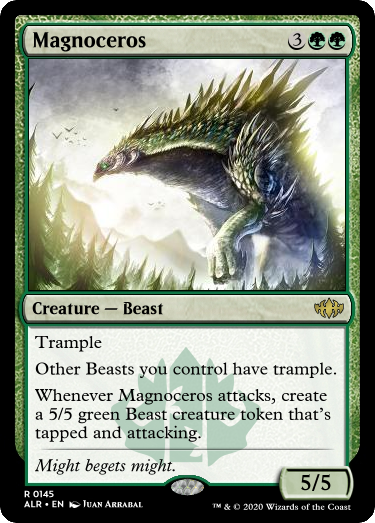 Magnoceros 3
Creature — Beast
Trample
Other Beasts you control have trample.
Whenever Magnoceros attacks, create
a 5/5 green Beast creature token that's
tapped and attacking.
Might begets might.
5/5
R 0145
ALR • EN Juan Arrabal
™ & © 2020 Wizards of the Coast